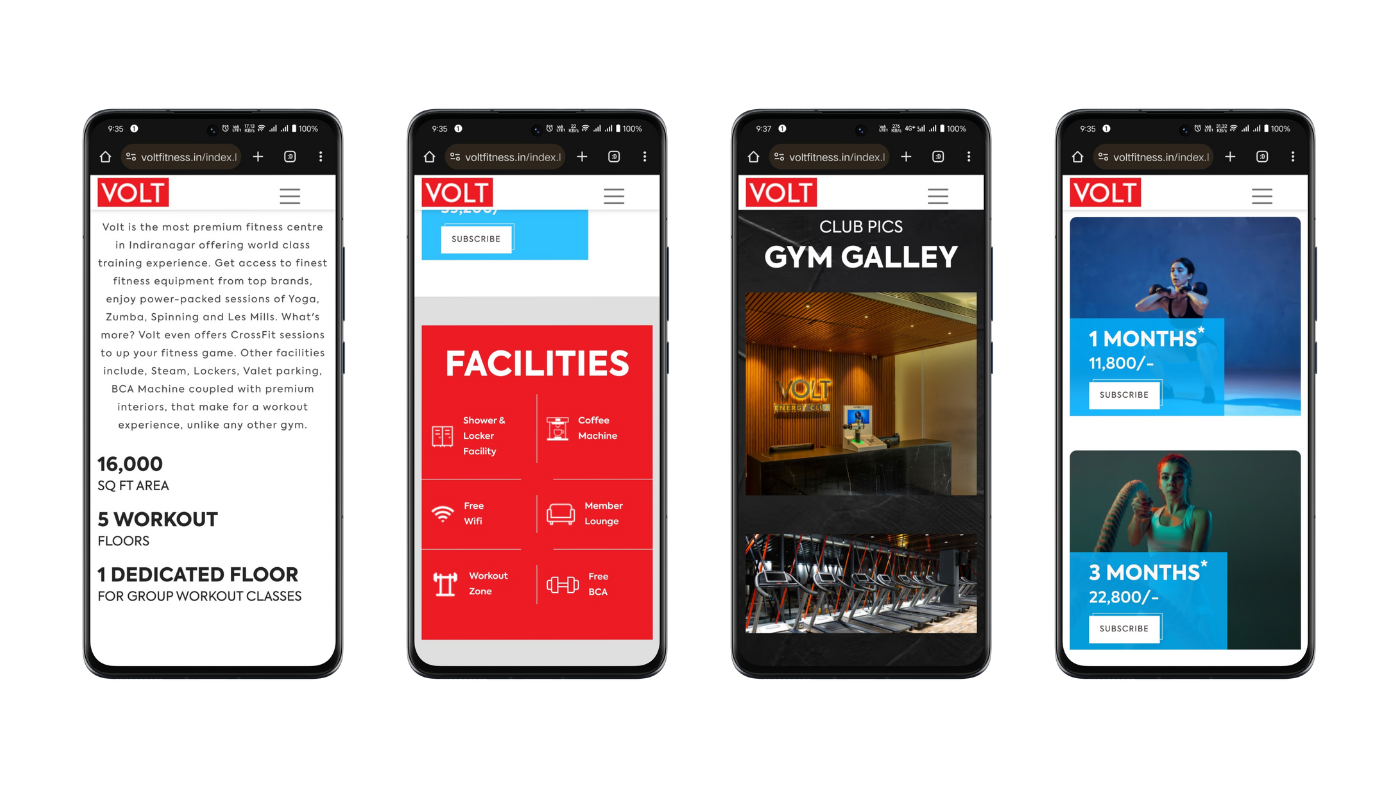 9:35
100%
voltfitness.in/index.l
VOLT
Volt is the most premium fitness centre
in Indiranagar offering world class
training experience. Get access to finest
fitness equipment from top brands,
enjoy power-packed sessions of Yoga,
Zumba, Spinning and Les Mills. What's
more? Volt even offers CrossFit sessions
to up your fitness game. Other facilities
include, Steam, Lockers, Valet parking,
BCA Machine coupled with premium
interiors, that make for a workout
experience, unlike any other gym.
16,000
SQ FT AREA
5 WORKOUT
FLOORS
1 DEDICATED FLOOR
FOR GROUP WORKOUT CLASSES
9:35
100%
voltfitness.in/index.l
VOLT
SUBSCRIBE
FACILITIES
Shower &
Locker
Facility
Coffee
Machine
Free
Wifi
Member
Lounge
Workout
Zone
Free
BCA
9:37
4G+
100%
voltfitness.in/index.l
VOLT
CLUB PICS
GYM GALLEY
VOLT
9:35
100%
voltfitness.in/index.l
VOLT
1 MONTHS*
11,800/-
SUBSCRIBE
3 MONTHS*
22,800/-
SUBSCRIBE